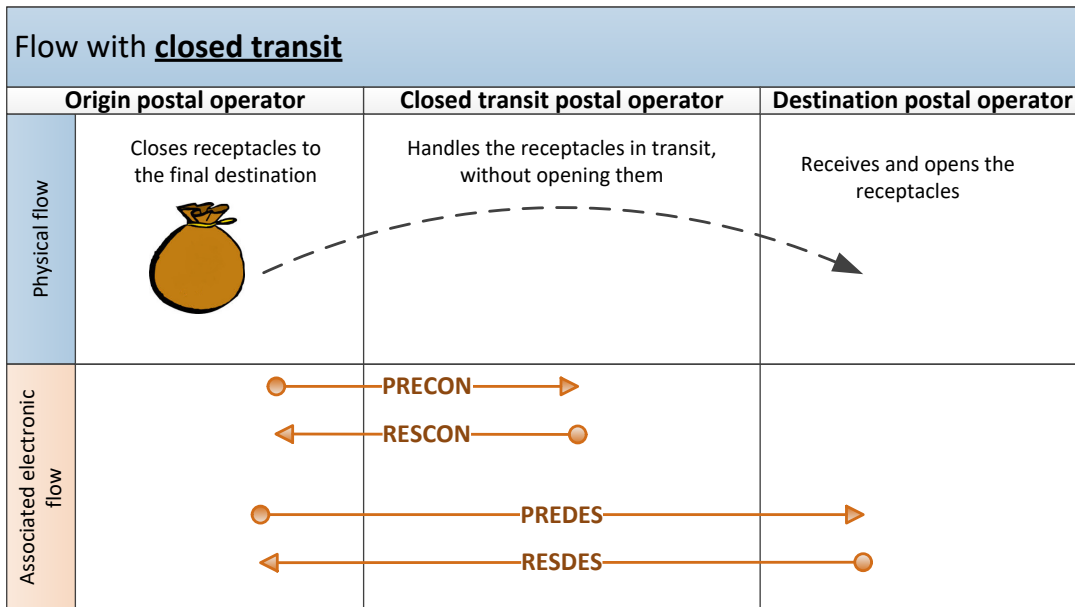 Flow with closed transit
Origin postal operator
Closed transit postal operator
Destination postal operator
Physical flow
Closes receptacles to
the final destination
Handles the receptacles in transit,
without opening them
Receives and opens the
receptacles
Associated electronic
flow
PRECON
RESCON
PREDES
RESDES